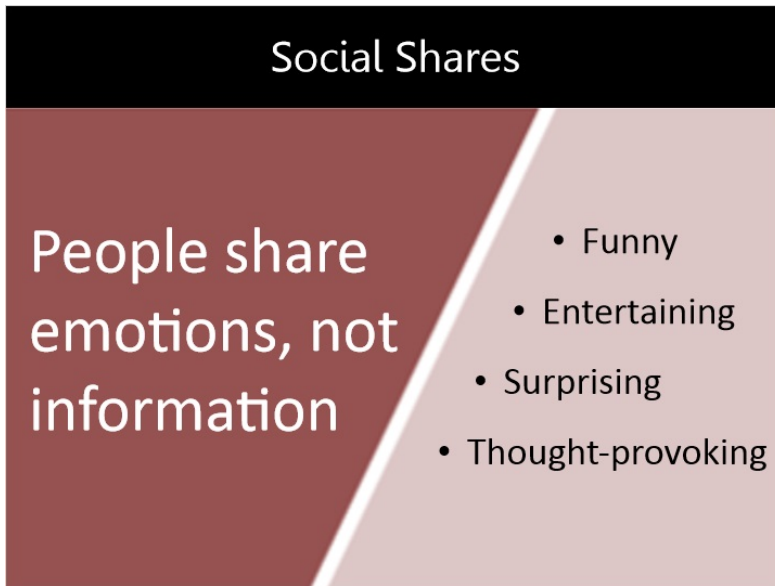 Social Shares
People share
emotions, not
information
• Funny
• Entertaining
• Surprising
• Thought-provoking